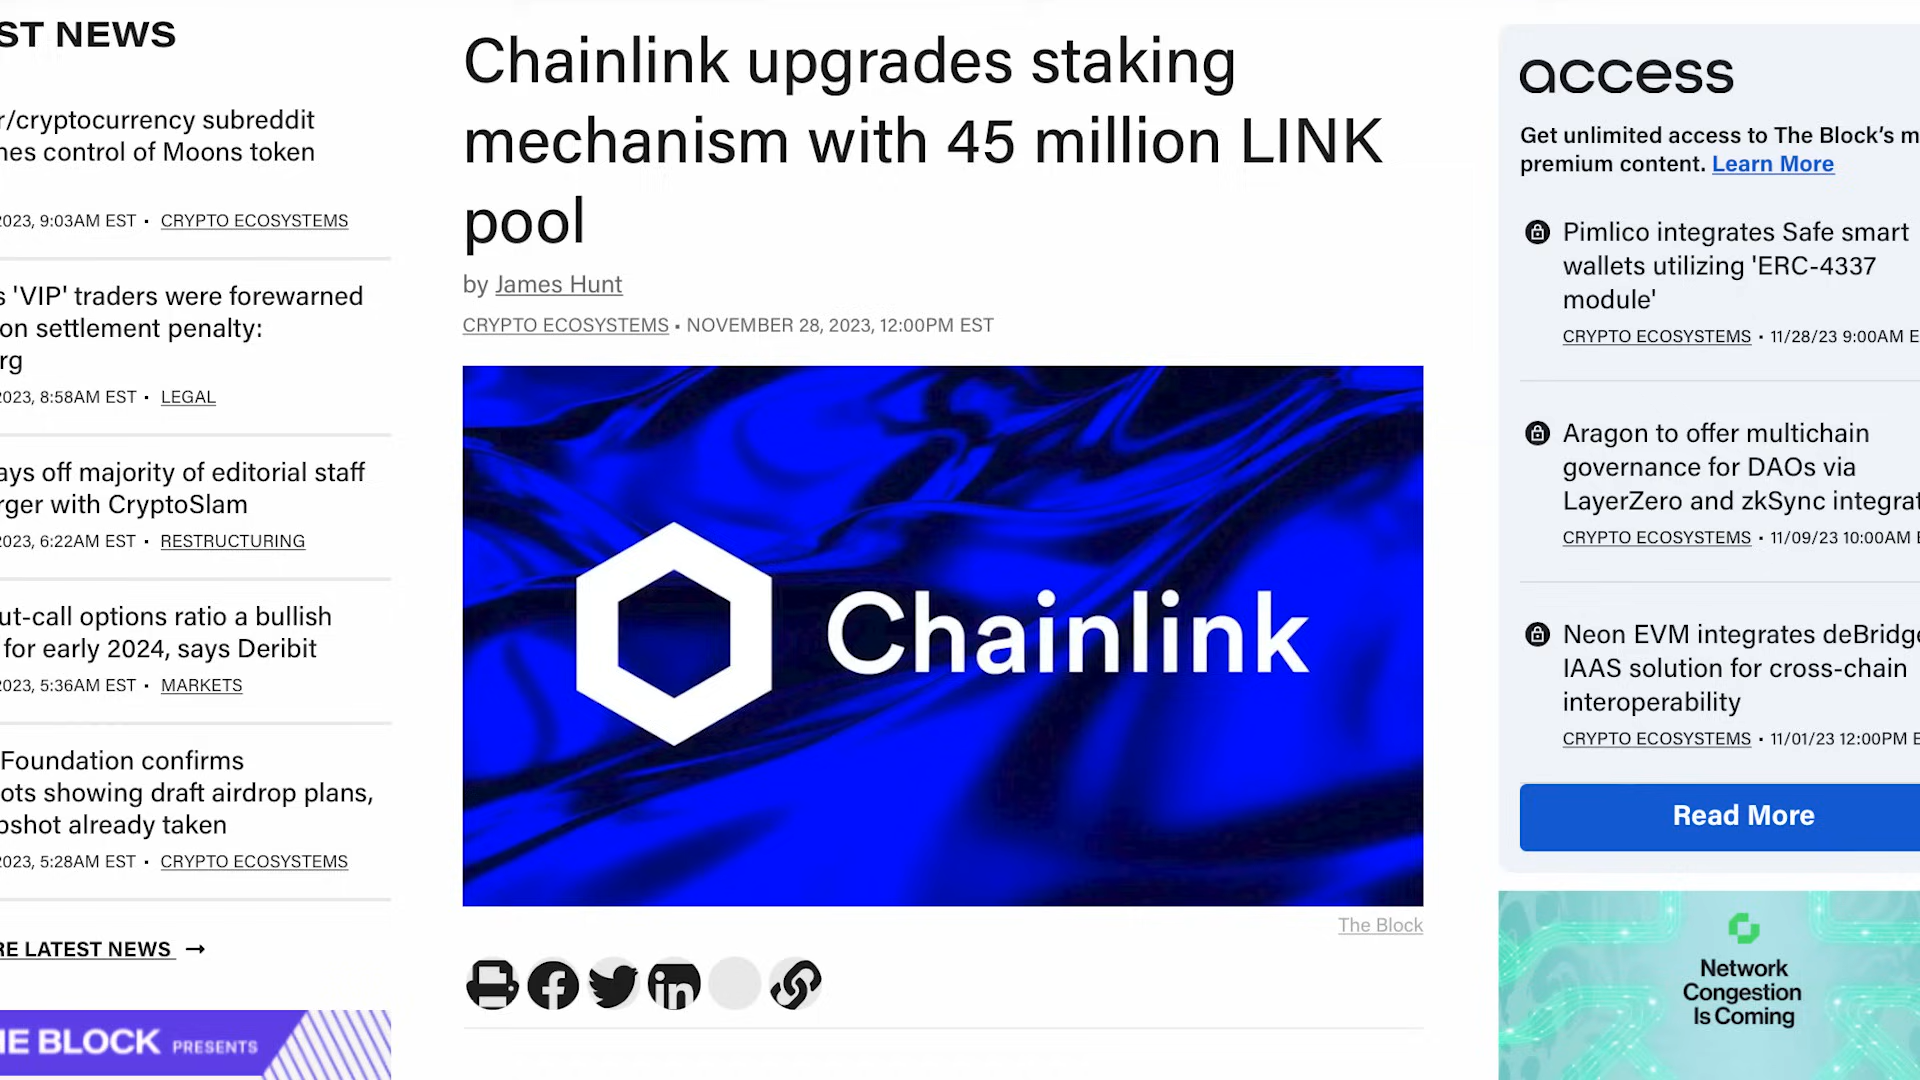 ST NEWS
r/cryptocurrency subreddit
nes control of Moons token
2023, 9:03AM EST • CRYPTO ECOSYSTEMS
s 'VIP' traders were forewarned
on settlement penalty:
rg
2023, 8:58AM EST • LEGAL
ays off majority of editorial staff
rger with CryptoSlam
2023, 6:22AM EST • RESTRUCTURING
ut-call options ratio a bullish
for early 2024, says Deribit
2023, 5:36AM EST • MARKETS
Foundation confirms
ots showing draft airdrop plans,
pshot already taken
2023, 5:28AM EST • CRYPTO ECOSYSTEMS
RE LATEST NEWS →
HE BLOCK PRESENTS
Chainlink upgrades staking
mechanism with 45 million LINK
pool
by James Hunt
CRYPTO ECOSYSTEMS • NOVEMBER 28, 2023, 12:00PM EST
Chainlink
The Block
access
Get unlimited access to The Block's m
premium content. Learn More
Pimlico integrates Safe smart
wallets utilizing 'ERC-4337
module'
CRYPTO ECOSYSTEMS • 11/28/23 9:00AM E
Aragon to offer multichain
governance for DAOs via
LayerZero and zkSync integrat
CRYPTO ECOSYSTEMS • 11/09/23 10:00AM E
Neon EVM integrates deBridge
IAAS solution for cross-chain
interoperability
CRYPTO ECOSYSTEMS • 11/01/23 12:00PM E
Read More
Network
Congestion
Is Coming